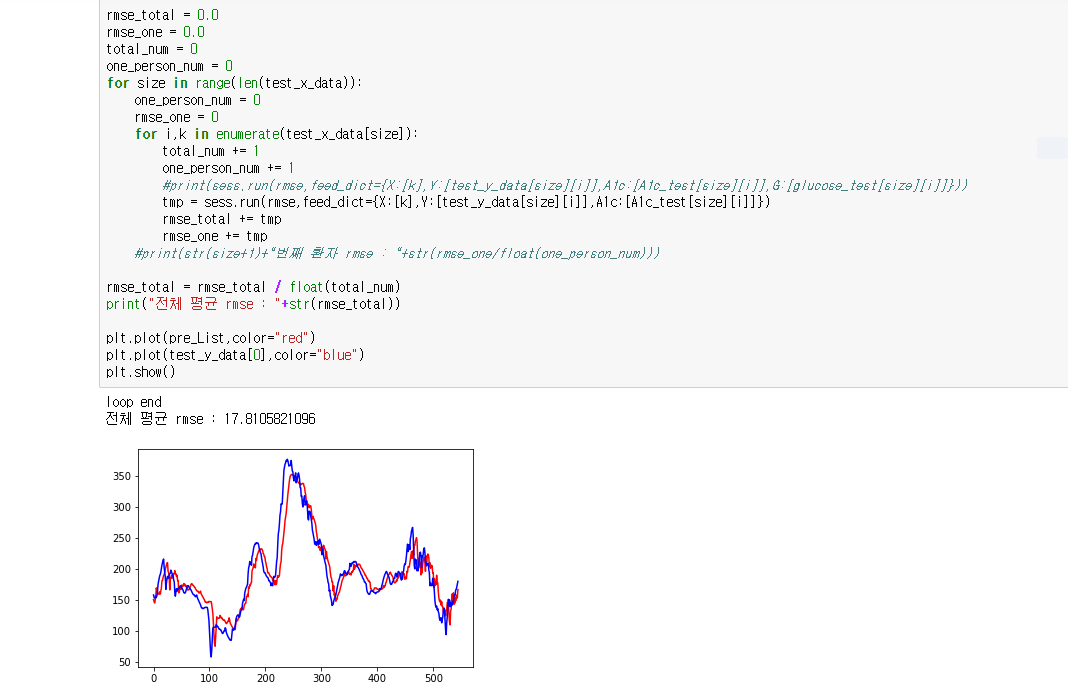 rmse_total = 0.0
rmse_one = 0.0
total_num = 0
one_person_num = 0
for size in range(len(test_x_data)):
    one_person_num = 0
    rmse_one = 0
    for i,k in enumerate(test_x_data[size]):
        total_num += 1
        one_person_num += 1
        #print(sess.run(rmse,feed_dict={X:[k],Y:[test_y_data[size][i]],A1c:[A1c_test[size][i]],G:[glucose_test[size][i]]}))
        tmp = sess.run(rmse,feed_dict={X:[k],Y:[test_y_data[size][i]],A1c:[A1c_test[size][i]]})
        rmse_total += tmp
        rmse_one += tmp
    #print(str(size+1)+"번째 환자 rmse : "+str(rmse_one/float(one_person_num)))
rmse_total = rmse_total / float(total_num)
print("전체 평균 rmse : "+str(rmse_total))
plt.plot(pre_List,color="red")
plt.plot(test_y_data[0],color="blue")
plt.show()
loop end
전체 평균 rmse : 17.8105821096
350
300
250
200
150
100
50
0 100 200 300 400 500